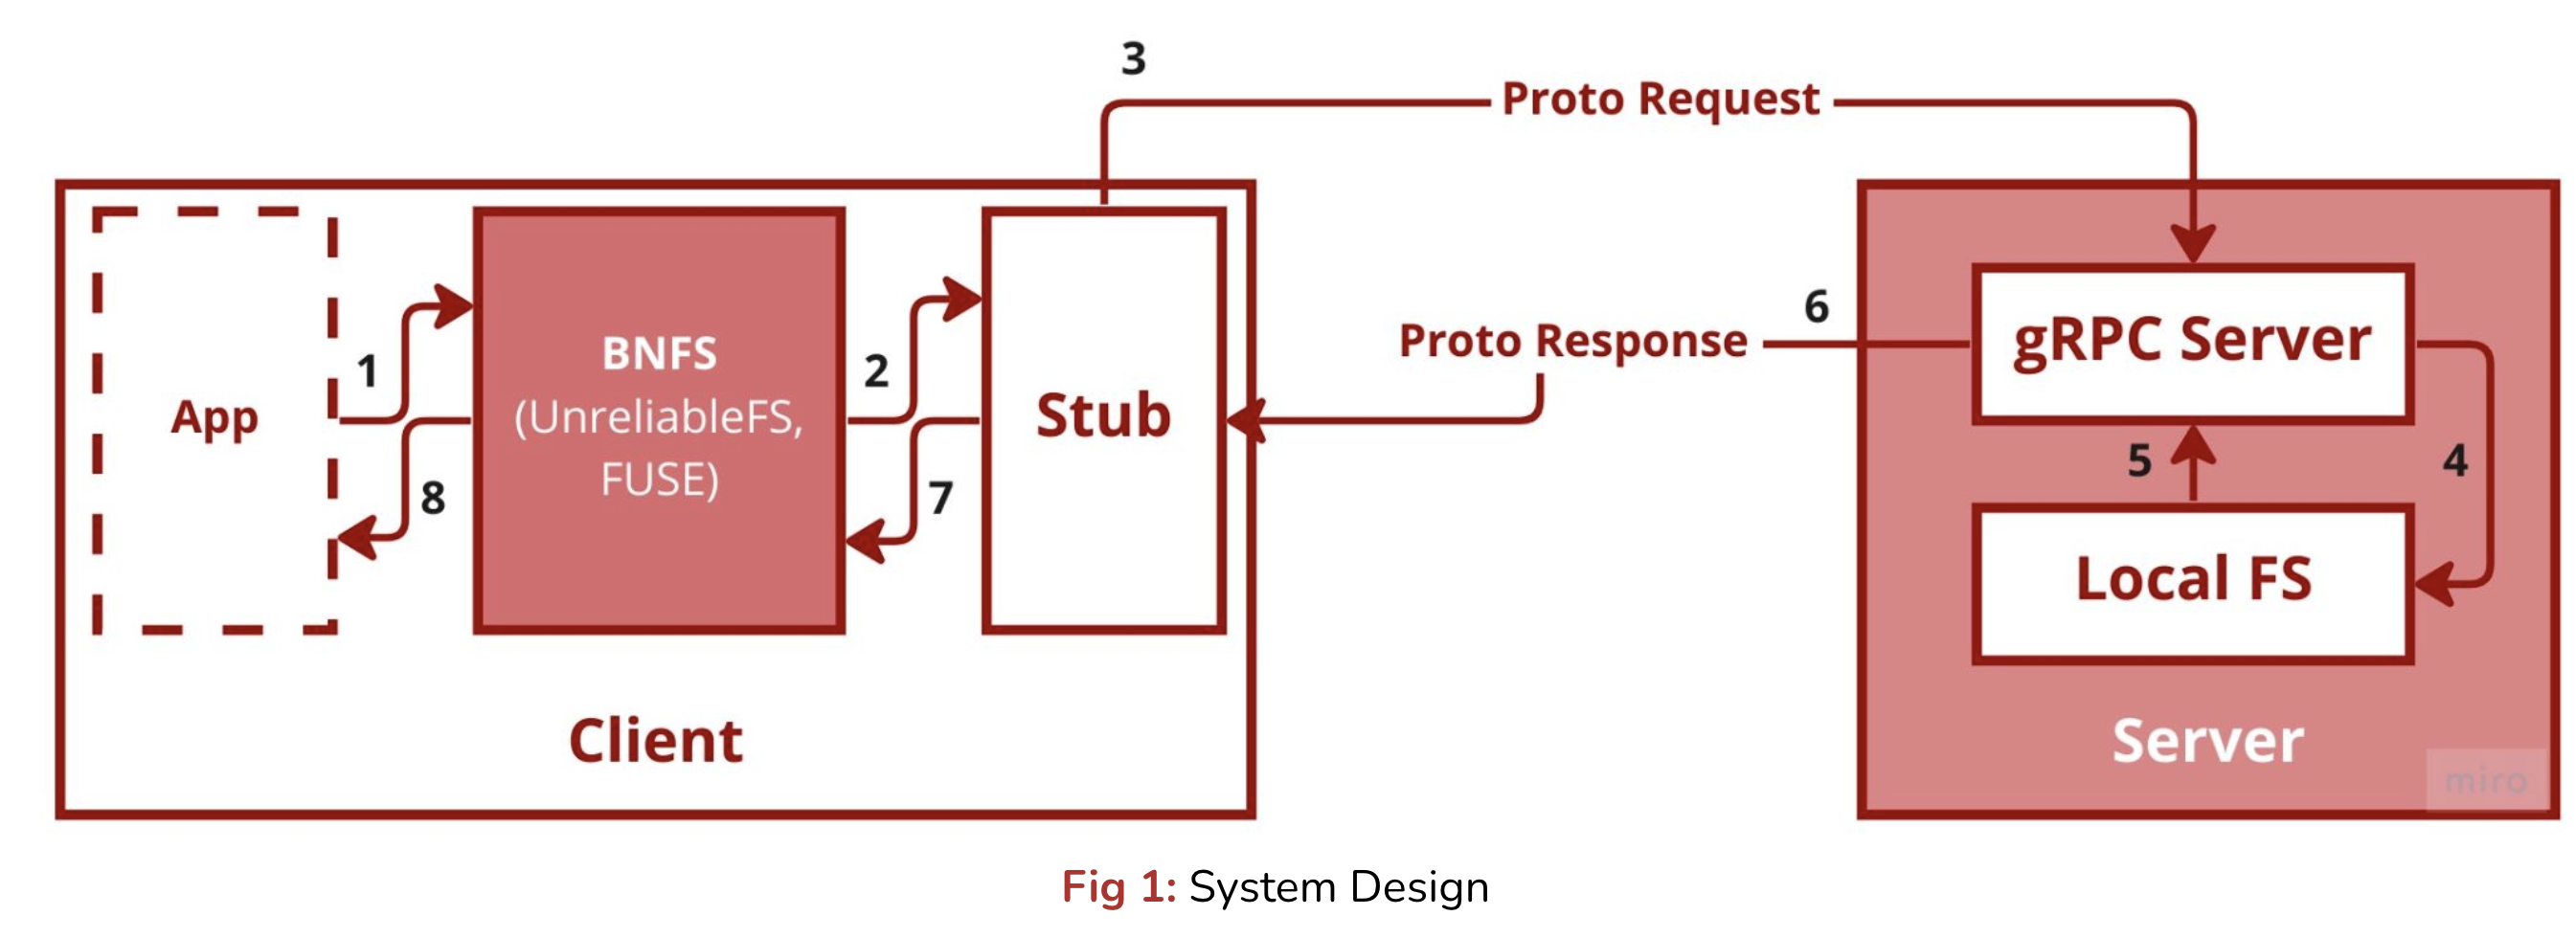 3
Proto Request
App
1
8
BNFS
(UnreliableFS,
FUSE)
2
7
Stub
Client
Proto Response
6
gRPC Server
5
4
Local FS
Server
miro
Fig 1: System Design